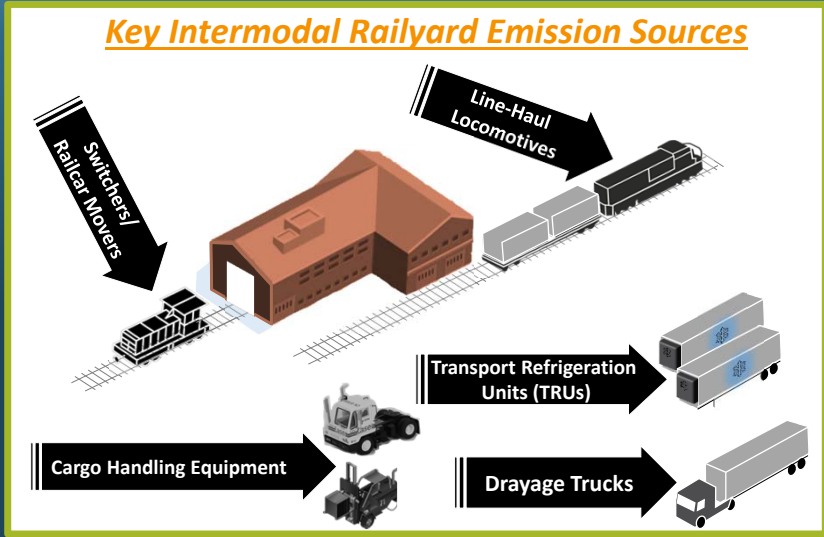 Key Intermodal Railyard Emission Sources
Line-Haul
Locomotives
Switchers/
Railcar Movers
Transport Refrigeration
Units (TRUs)
Cargo Handling Equipment
Drayage Trucks